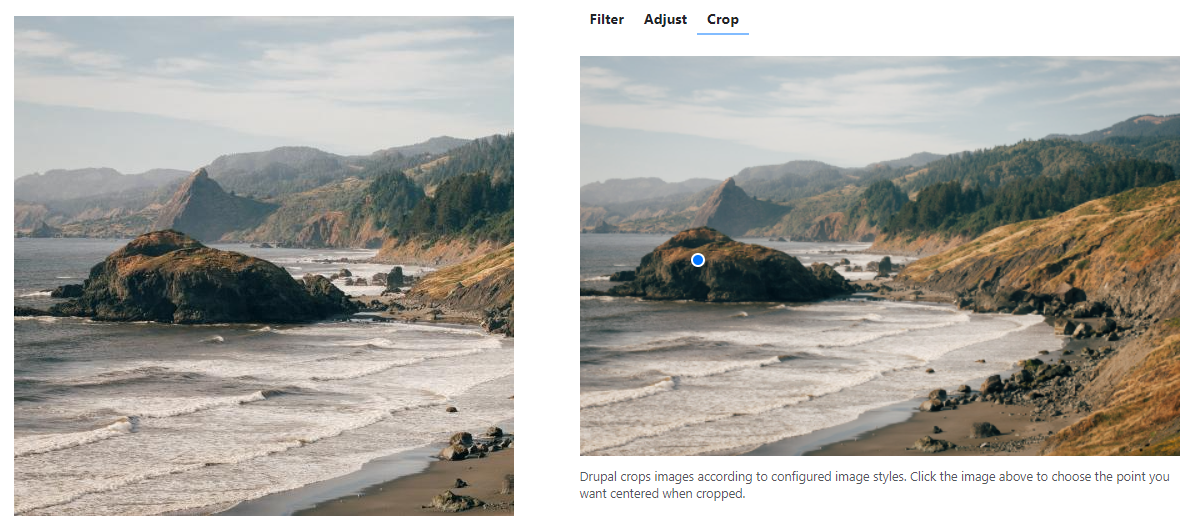 Filter Adjust Crop
Drupal crops images according to configured image styles. Click the image above to choose the point you
want centered when cropped.